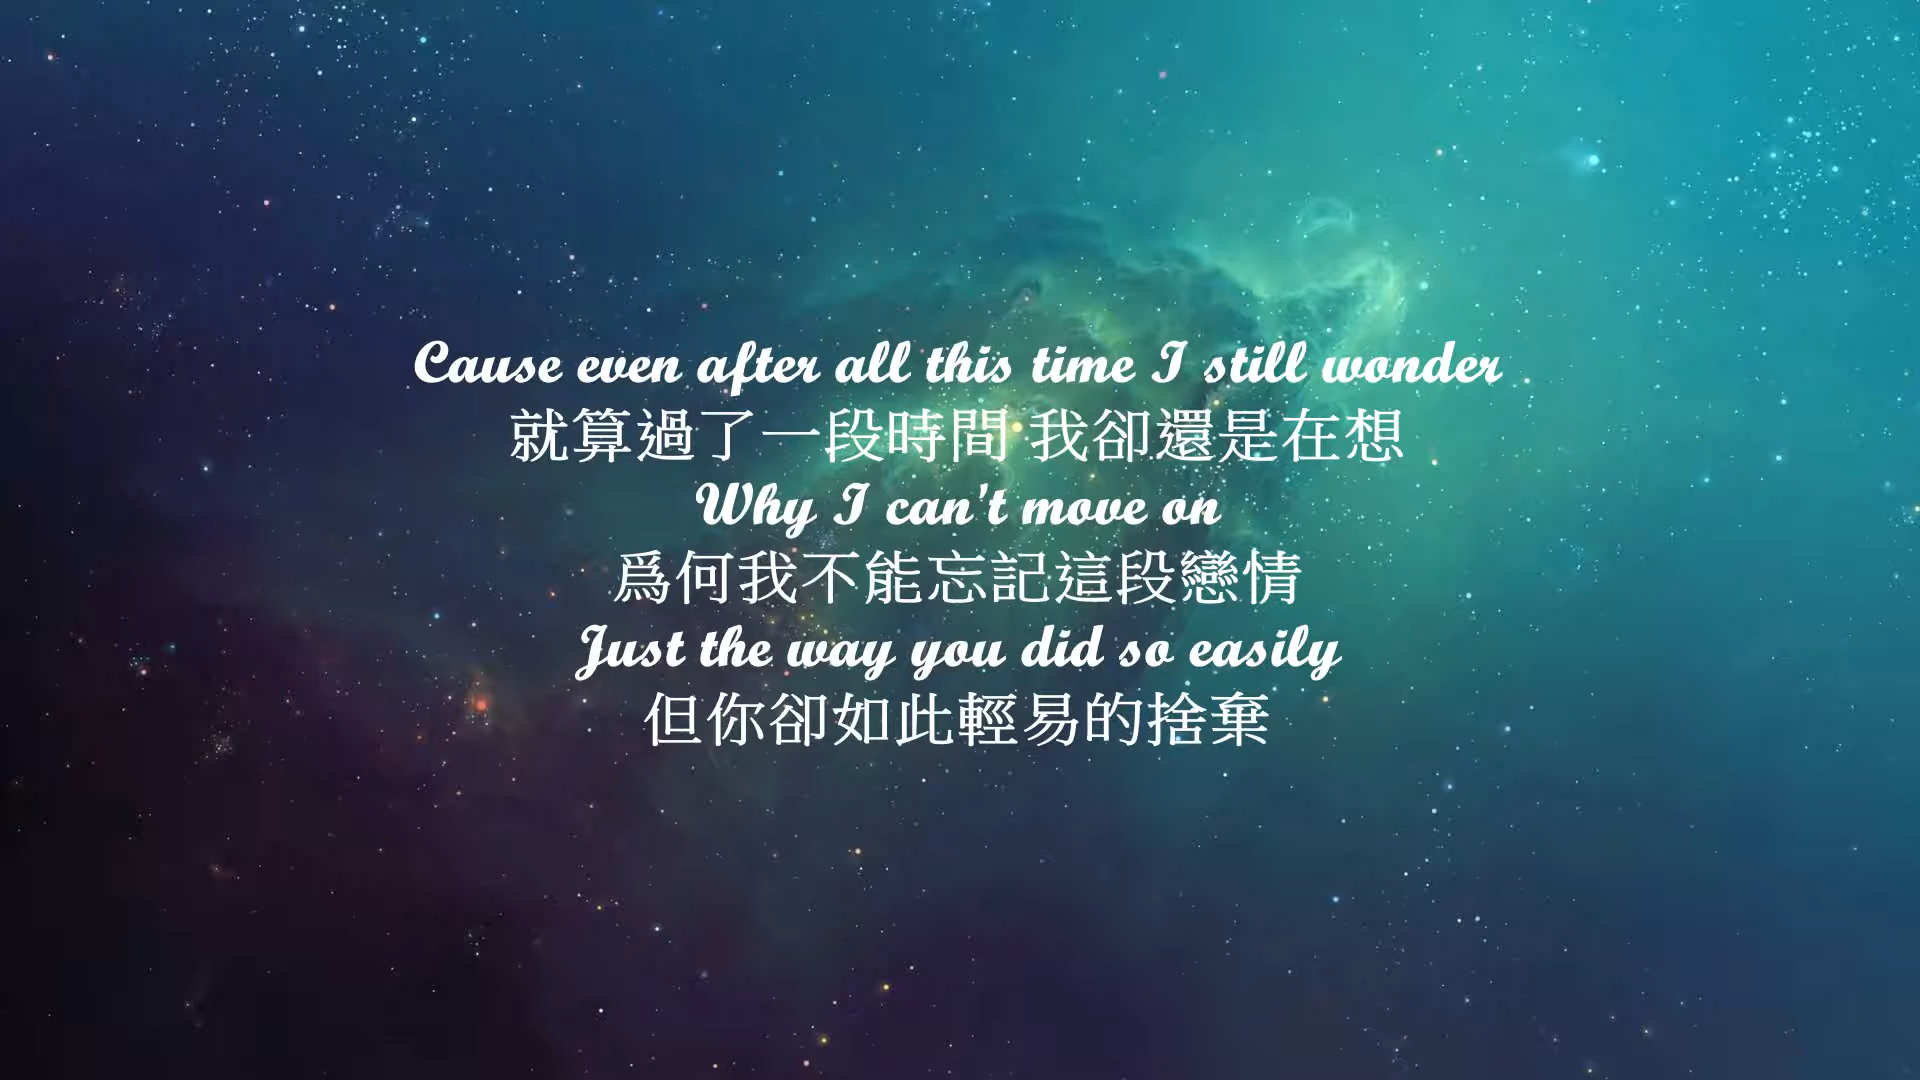 Cause even after all this time I still wonder
就算過了一段時間 我卻還是在想
Why I can't move on
爲何我不能忘記這段戀情
Just the way you did so easily
但你卻如此輕易的捨棄